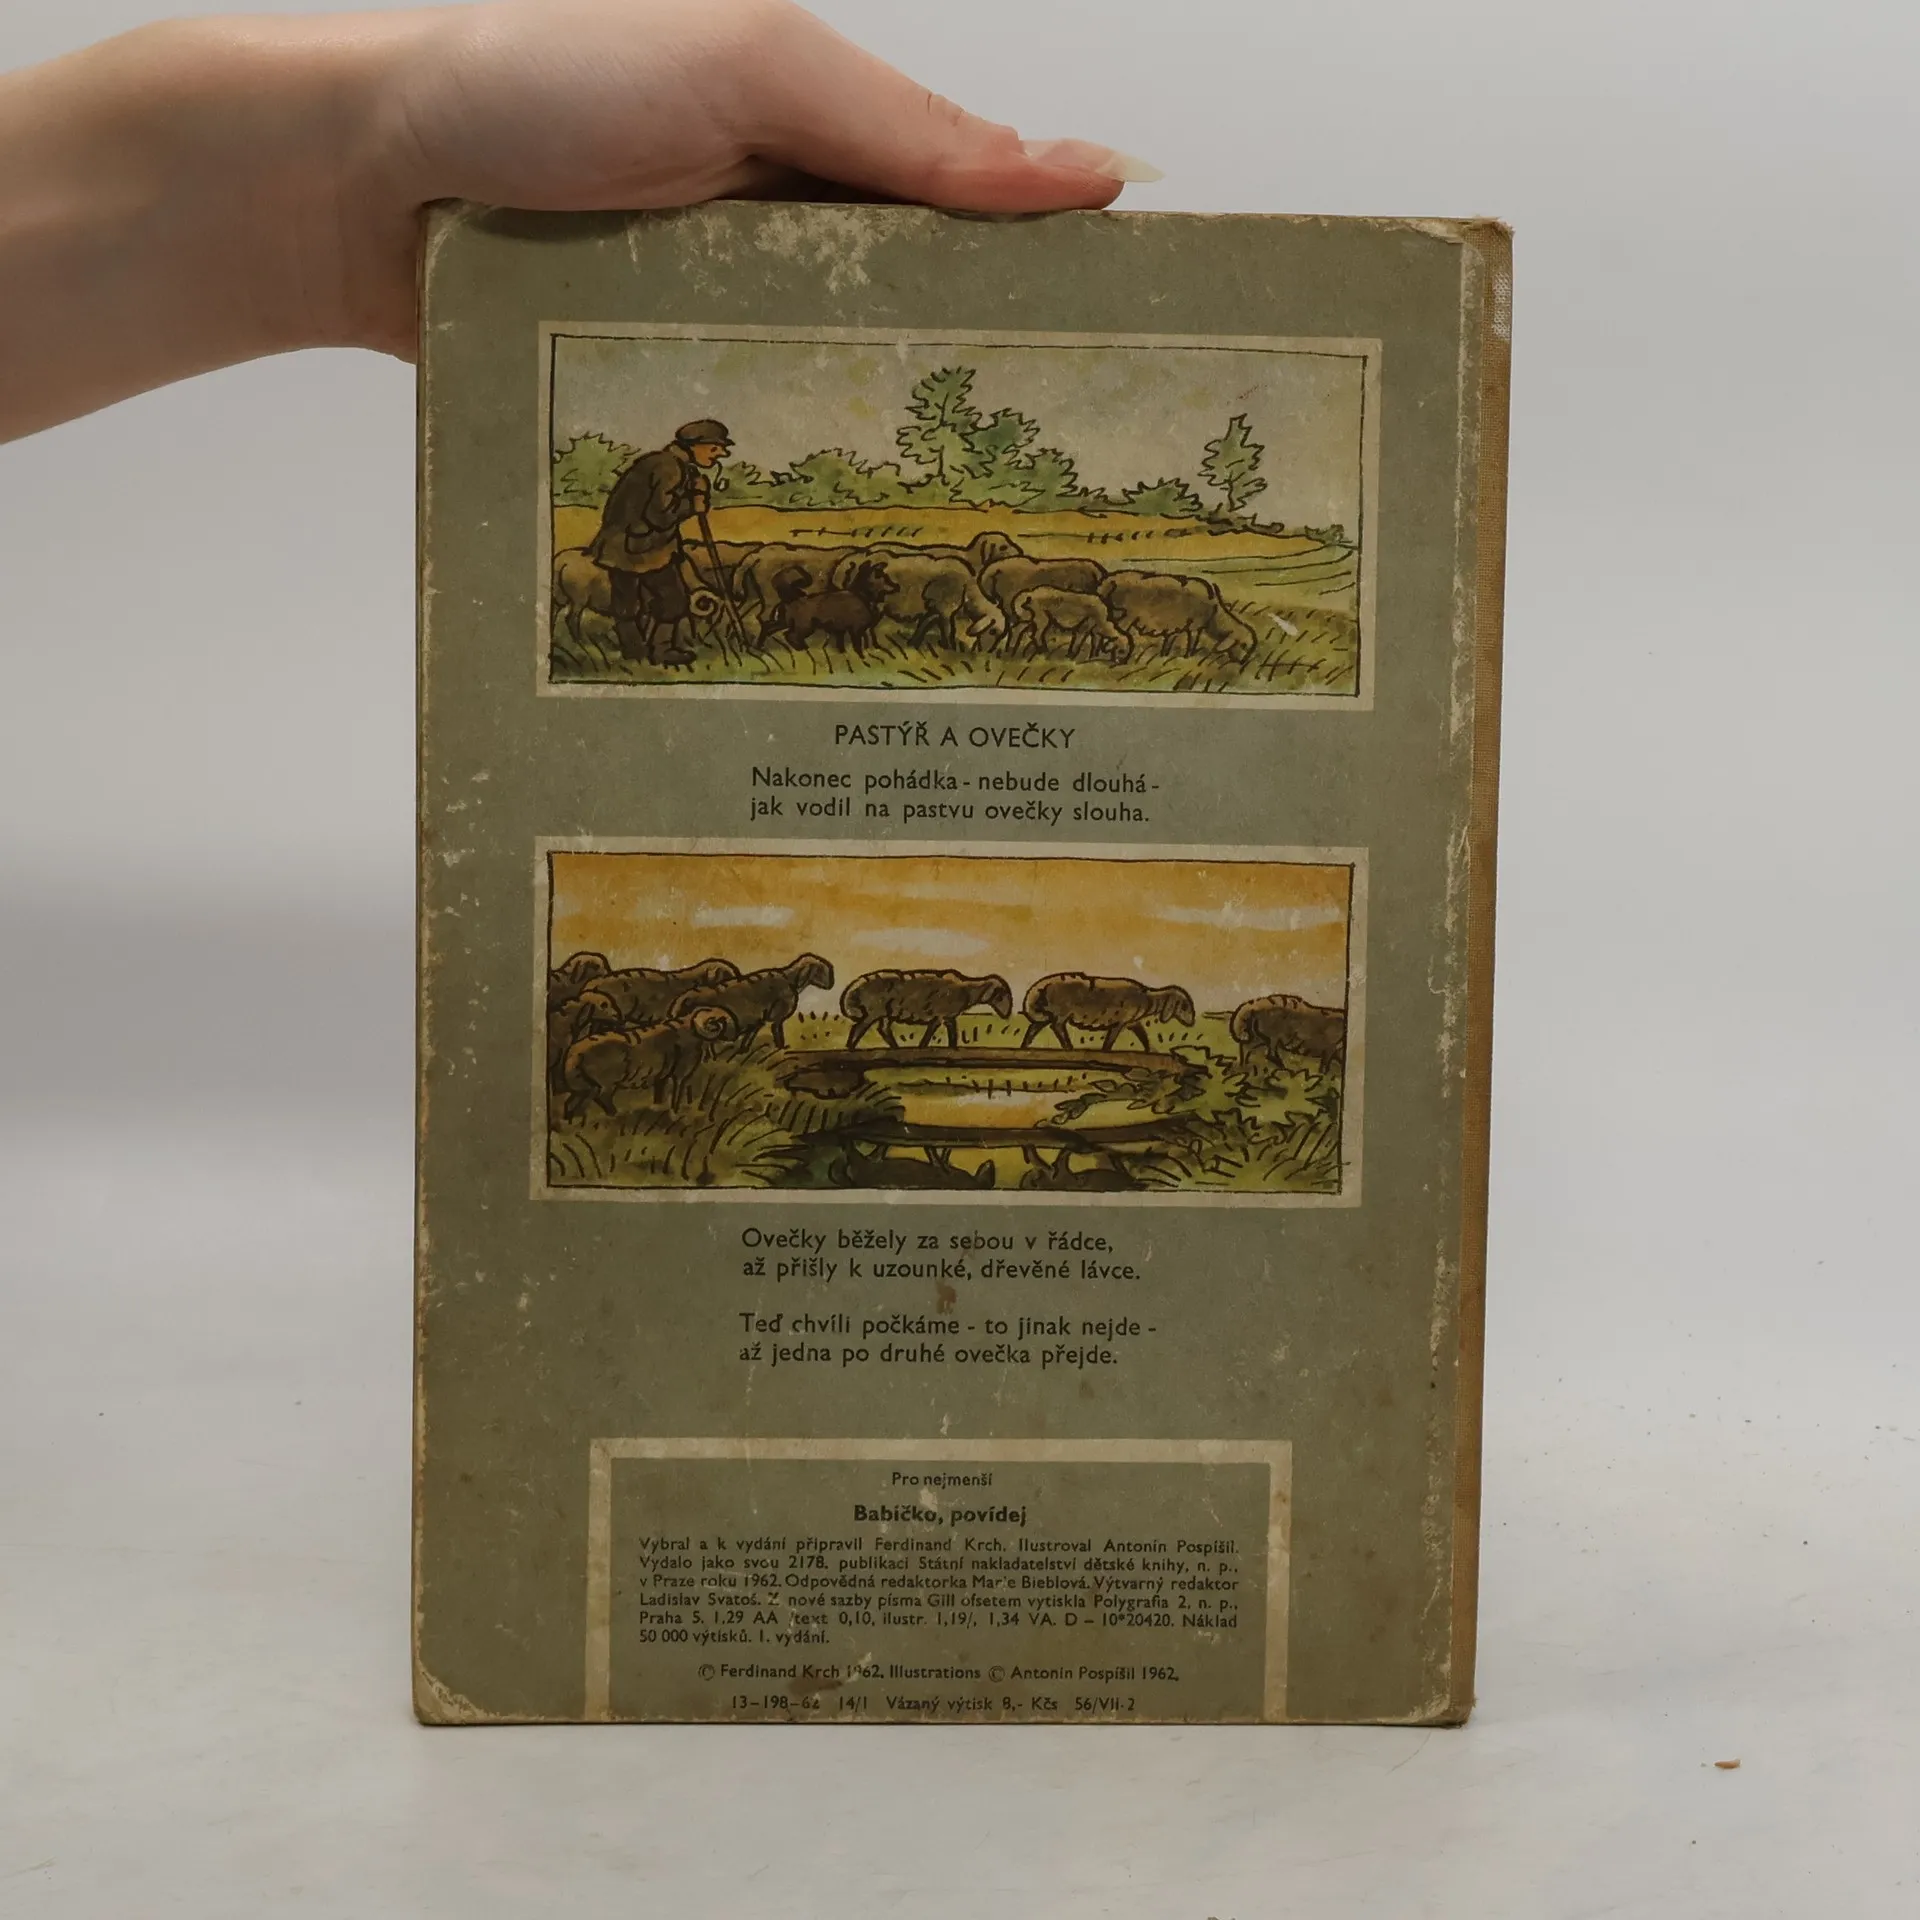 PASTÝŘ A OVEČKY
Nakonec pohádka - nebude dlouhá -
jak vodil na pastvu ovečky slouha.
Ovečky běžely za sebou v řádce,
až přišly k uzounké, dřevěné lávce.
Teď chvíli počkáme - to jinak nejde -
až jedna po druhé ovečka přejde.
Pro nejmenší
Babičko, povídej
Vybral a k vydání připravil Ferdinand Krch. Ilustroval Antonín Pospíšil.
Vydalo jako svou 2178. publikaci Státní nakladatelství dětské knihy, n. p.,
v Praze roku 1962. Odpovědná redaktorka Marie Bieblová. Výtvarný redaktor
Ladislav Svatoš. Z nové sazby písma Gill ofsetem vytiskla Polygrafia 2, n. p.,
Praha 5. 1,29 AA /text 0,10, ilustr. 1,19/, 1,34 VA. D – 10*20420. Náklad
50 000 výtisků. 1. vydání.
© Ferdinand Krch 1962. Illustrations © Antonín Pospíšil 1962.
13–198–62 14/1 Vázaný výtisk 8,- Kčs 56/VII-2